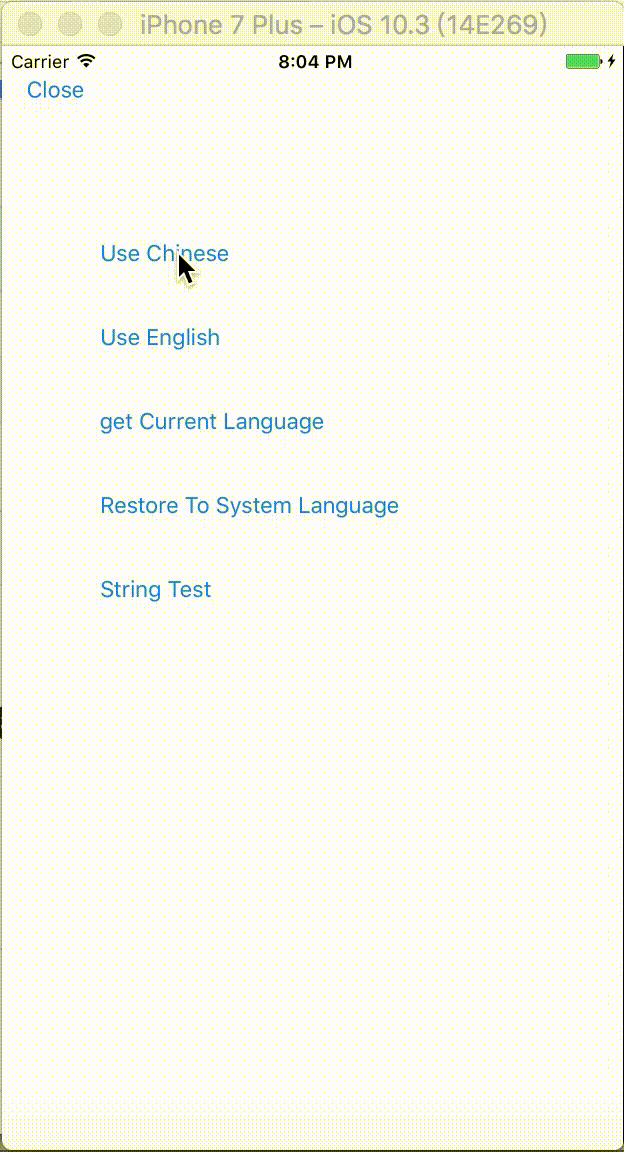 iPhone 7 Plus – iOS 10.3 (14E269)
Carrier 8:04 PM
Close
Use Chinese
Use English
get Current Language
Restore To System Language
String Test